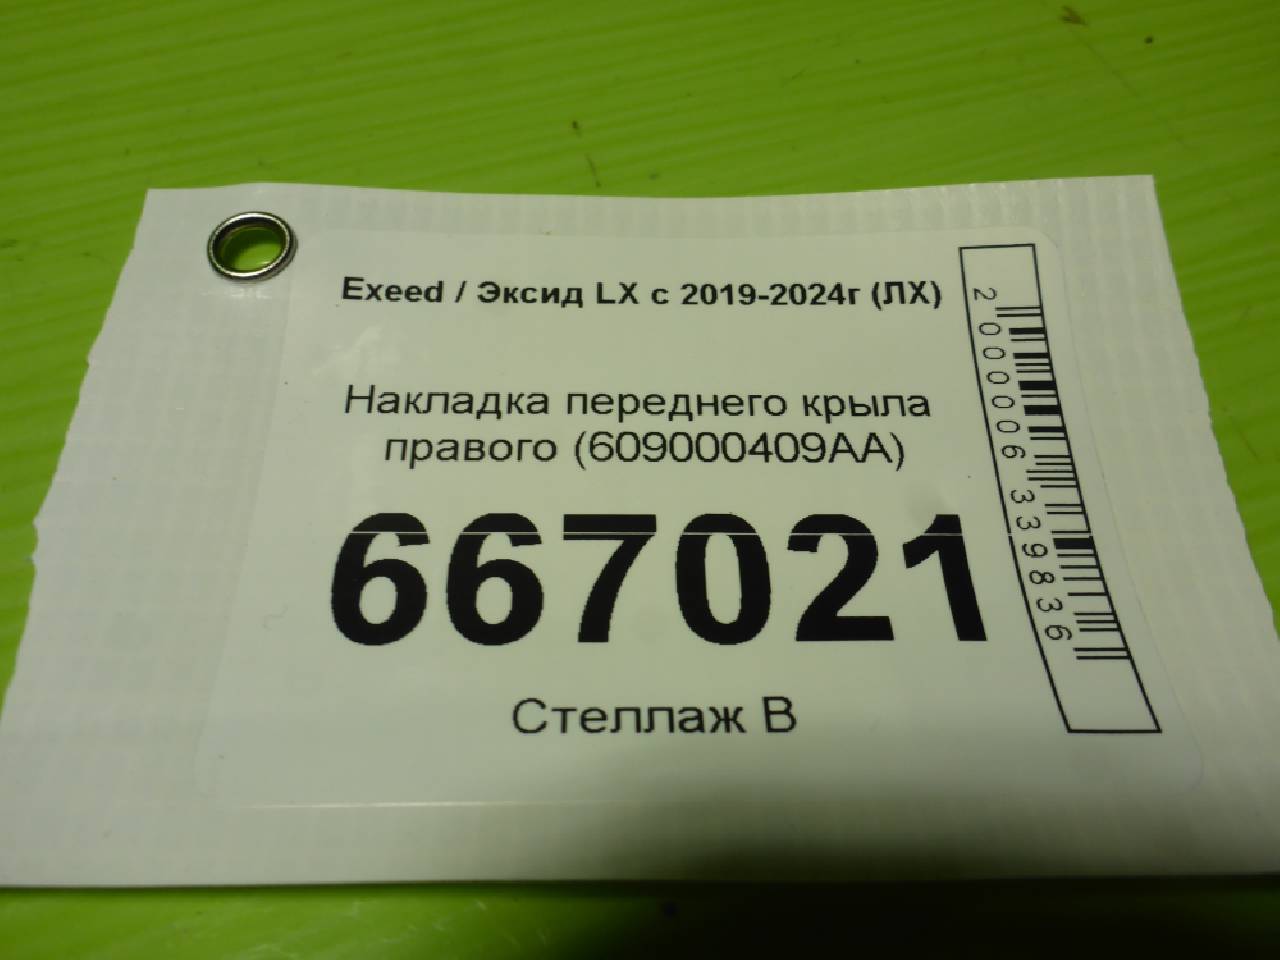 Exeed / Эксид LX с 2019-2024г (ЛХ)
Накладка переднего крыла
правого (609000409AA)
667021
Стеллаж В
2000006339836